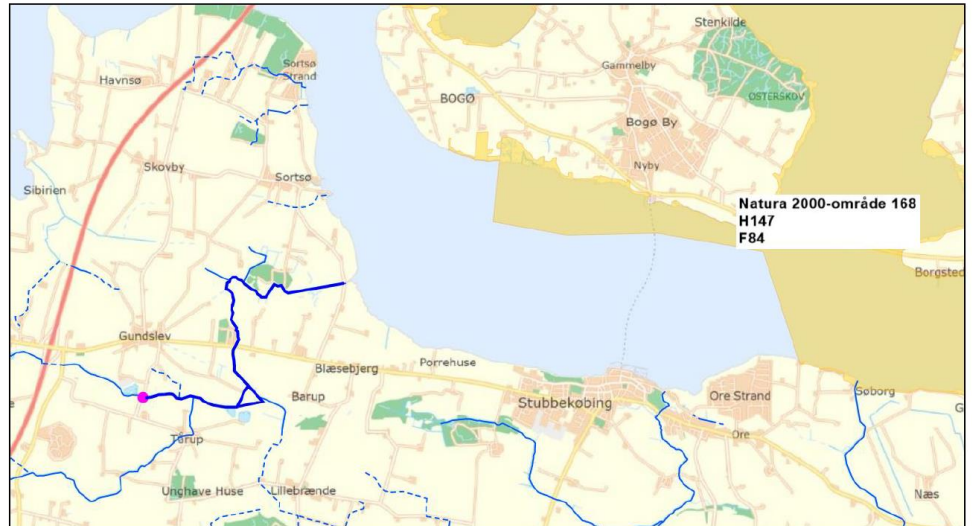 Stenkilde
Sortsø
Strand
Gammelby
Havnsø
BOGØ
ØSTERSKOV
Bogø By
Skovby
Nyby
Sortsø
Sibirien
Natura 2000-område 168
H147
F84
Borgsted
Gundslev
Blæsebjerg
Porrehuse
Barup
Stubbekøbing
Ore Strand
Søborg
G
e
Tårup
Ore
Unghave Huse
Lillebrænde
Næs